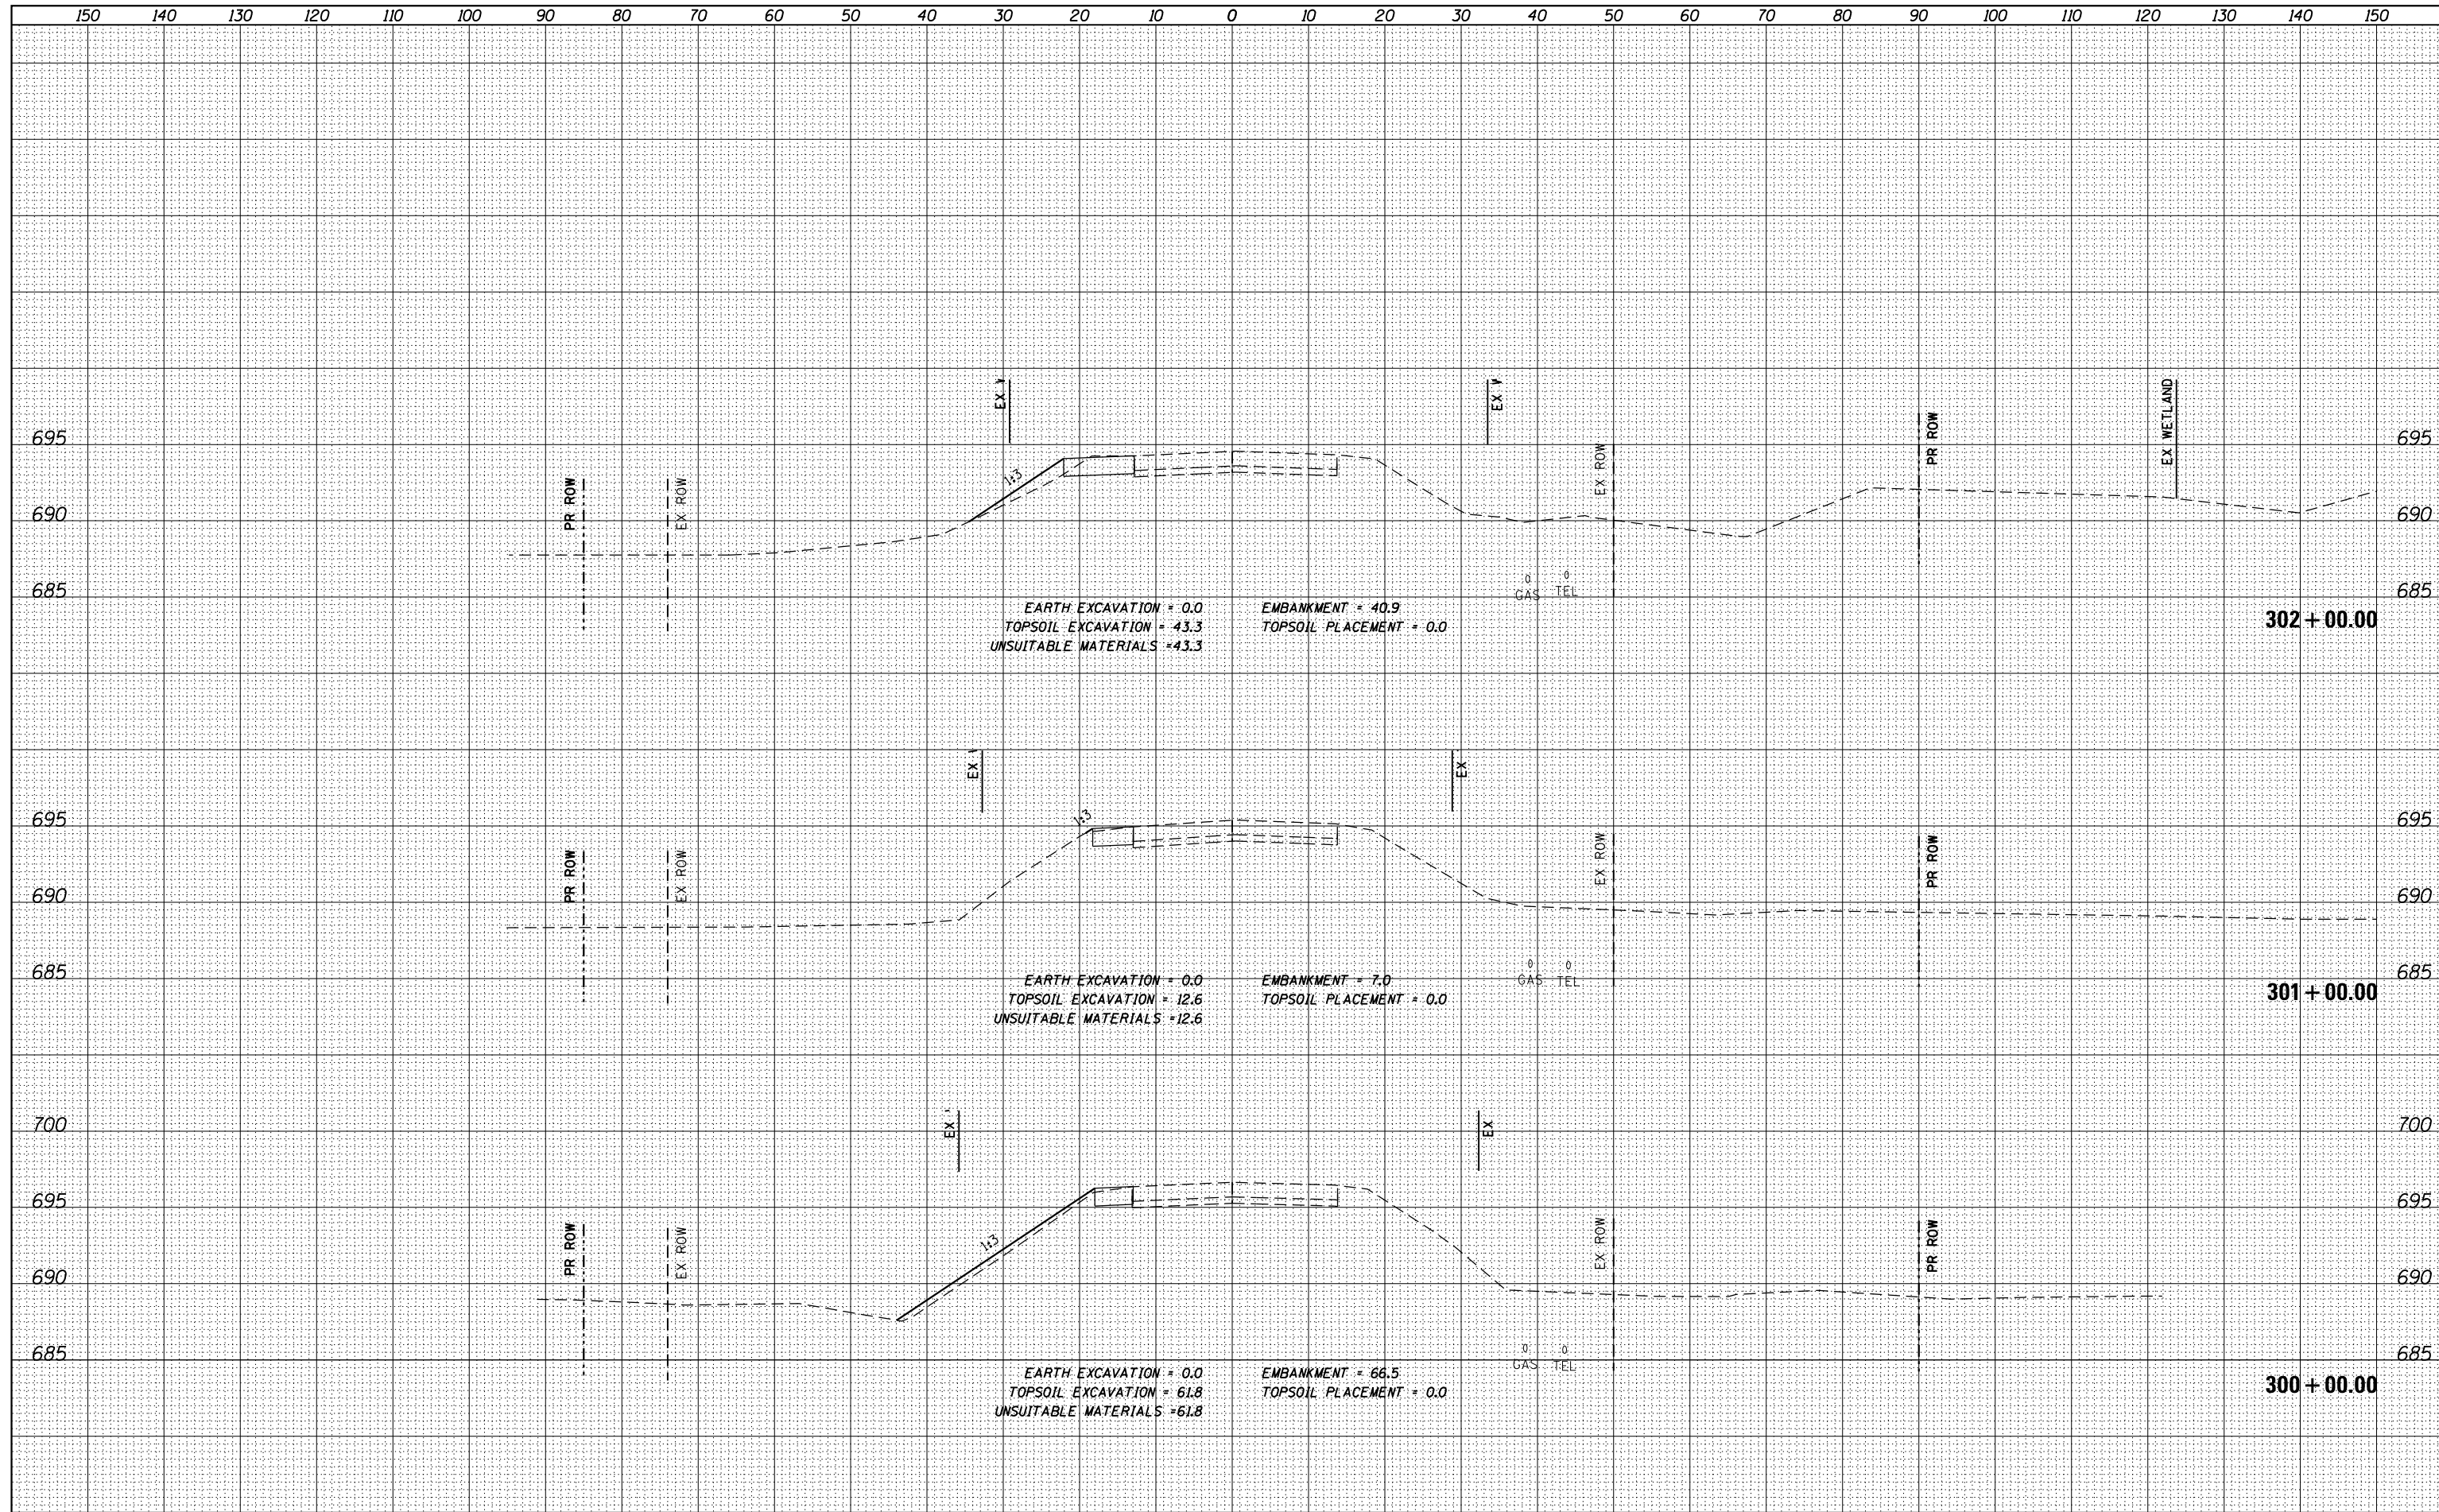 150 140 130 120 110 100 90 80 70 60 50 40 30 20 10 0 10 20 30 40 50 60 70 80 90 100 110 120 130 140 150
EX
EX
EX WETLAND
PR ROW
695
695
EX ROW
PR ROW
EX ROW
1:3
690
690
685
685
GAS
TEL
EARTH EXCAVATION = 0.0
EMBANKMENT = 40.9
TOPSOIL EXCAVATION = 43.3
TOPSOIL PLACEMENT = 0.0
UNSUITABLE MATERIALS =43.3
302+00.00
EX
EX
695
695
1:3
PR ROW
EX ROW
EX ROW
PR ROW
690
690
685
685
GAS
TEL
EARTH EXCAVATION = 0.0
EMBANKMENT = 7.0
TOPSOIL EXCAVATION = 12.6
TOPSOIL PLACEMENT = 0.0
UNSUITABLE MATERIALS =12.6
301+00.00
700
700
EX
EX
695
695
PR ROW
EX ROW
1:3
EX ROW
PR ROW
690
690
685
685
GAS
TEL
EARTH EXCAVATION = 0.0
EMBANKMENT = 66.5
TOPSOIL EXCAVATION = 61.8
TOPSOIL PLACEMENT = 0.0
UNSUITABLE MATERIALS =61.8
300+00.00